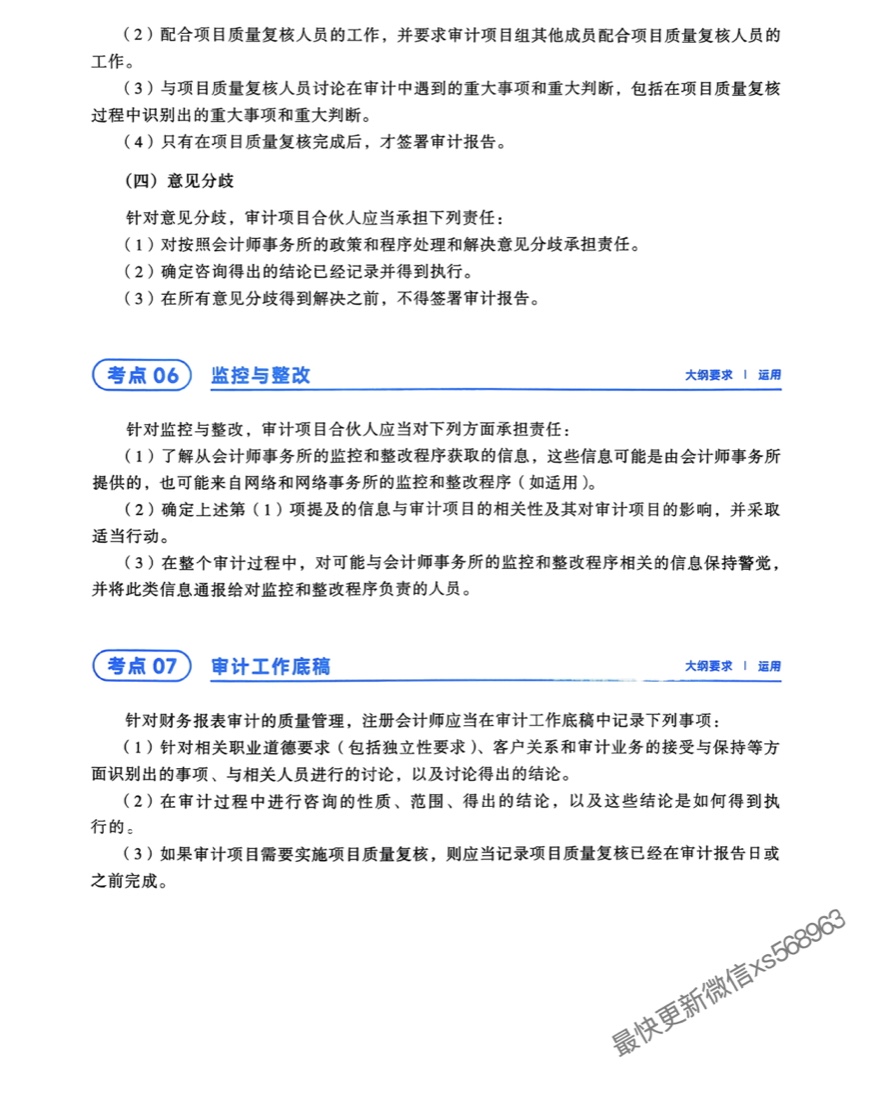 （2）配合项目质量复核人员的工作，并要求审计项目组其他成员配合项目质量复核人员的
工作。
（3）与项目质量复核人员讨论在审计中遇到的重大事项和重大判断，包括在项目质量复核
过程中识别出的重大事项和重大判断。
（4）只有在项目质量复核完成后，才签署审计报告。
（四）意见分歧
针对意见分歧，审计项目合伙人应当承担下列责任：
（1）对按照会计师事务所的政策和程序处理和解决意见分歧承担责任。
（2）确定咨询得出的结论已经记录并得到执行。
（3）在所有意见分歧得到解决之前，不得签署审计报告。
考点 06 监控与整改 大纲要求 | 运用
针对监控与整改，审计项目合伙人应当对下列方面承担责任：
（1）了解从会计师事务所的监控和整改程序获取的信息，这些信息可能是由会计师事务所
提供的，也可能来自网络和网络事务所的监控和整改程序（如适用）。
（2）确定上述第（1）项提及的信息与审计项目的相关性及其对审计项目的影响，并采取
适当行动。
（3）在整个审计过程中，对可能与会计师事务所的监控和整改程序相关的信息保持警觉，
并将此类信息通报给对监控和整改程序负责的人员。
考点 07 审计工作底稿 大纲要求 | 运用
针对财务报表审计的质量管理，注册会计师应当在审计工作底稿中记录下列事项：
（1）针对相关职业道德要求（包括独立性要求）、客户关系和审计业务的接受与保持等方
面识别出的事项、与相关人员进行的讨论，以及讨论得出的结论。
（2）在审计过程中进行咨询的性质、范围、得出的结论，以及这些结论是如何得到执
行的。
（3）如果审计项目需要实施项目质量复核，则应当记录项目质量复核已经在审计报告日或
之前完成。
最快更新微信xs568963